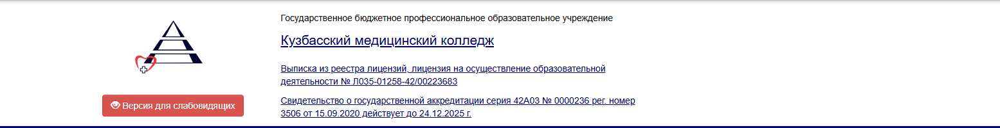 Государственное бюджетное профессиональное образовательное учреждение
Кузбасский медицинский колледж
Выписка из реестра лицензий, лицензия на осуществление образовательной
деятельности № Л035-01258-42/00223683
Версия для слабовидящих
Свидетельство о государственной аккредитации серия 42А03 № 0000236 рег. номер
3506 от 15.09.2020 действует до 24.12.2025 г.